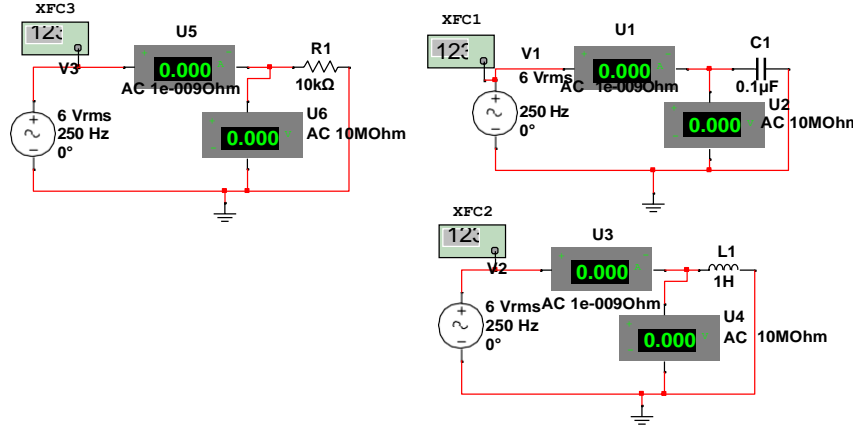 XFC3
123
U5
V3
0.000
AC 1e-009Ohm
R1
10kΩ
6 Vrms
250 Hz
0°
U6
0.000
AC 10MOhm
XFC1
123
V1
6 Vrms
250 Hz
0°
U1
0.000
AC 1e-009Ohm
C1
0.1µF
U2
0.000
AC 10MOhm
XFC2
123
V2
6 Vrms
250 Hz
0°
U3
0.000
AC 1e-009Ohm
L1
1H
U4
0.000
AC 10MOhm